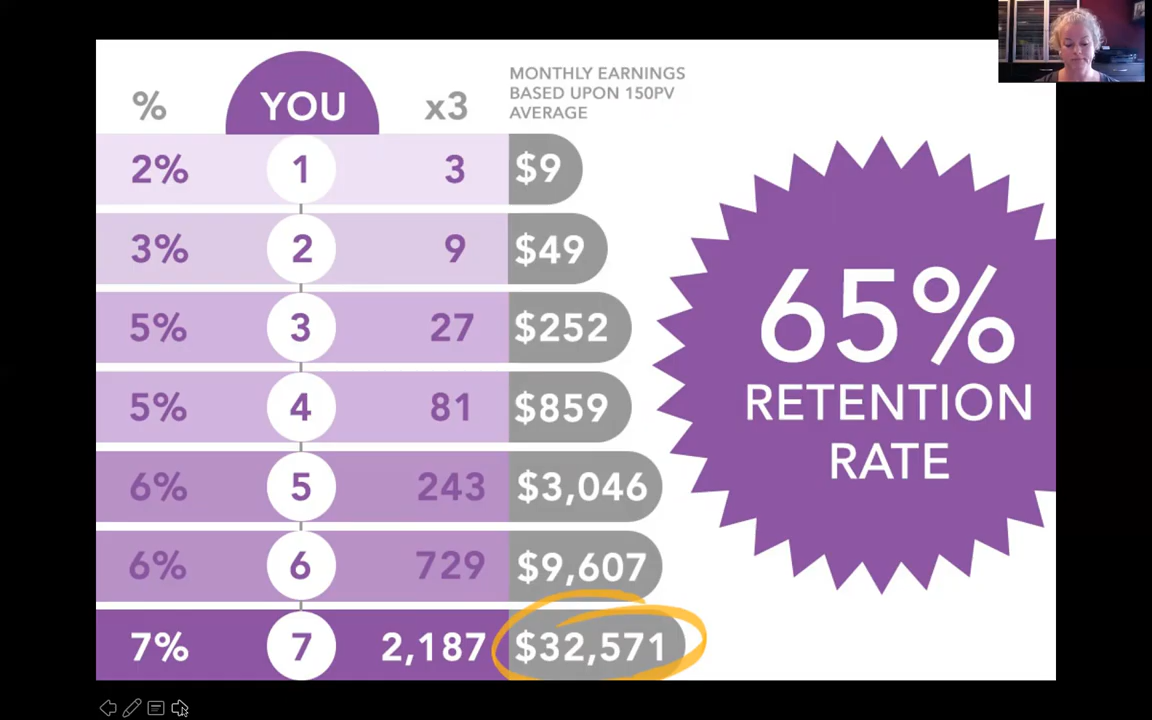 % YOU x3 MONTHLY EARNINGS
BASED UPON 150PV
AVERAGE
2% 1 3 $9
3% 2 9 $49
5% 3 27 $252
5% 4 81 $859
6% 5 243 $3,046
6% 6 729 $9,607
7% 7 2,187 $32,571
65%
RETENTION
RATE